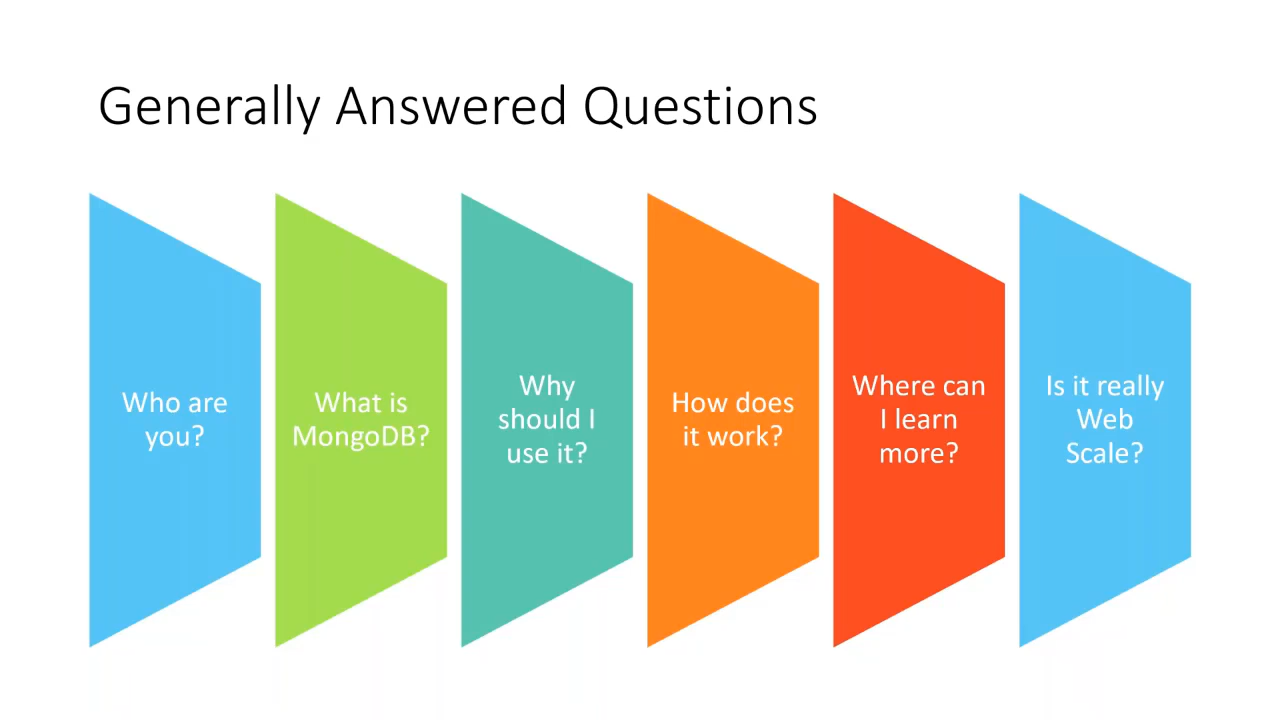 Generally Answered Questions
Who are
you?
What is
MongoDB?
Why
should I
use it?
How does
it work?
Where can
I learn
more?
Is it really
Web
Scale?